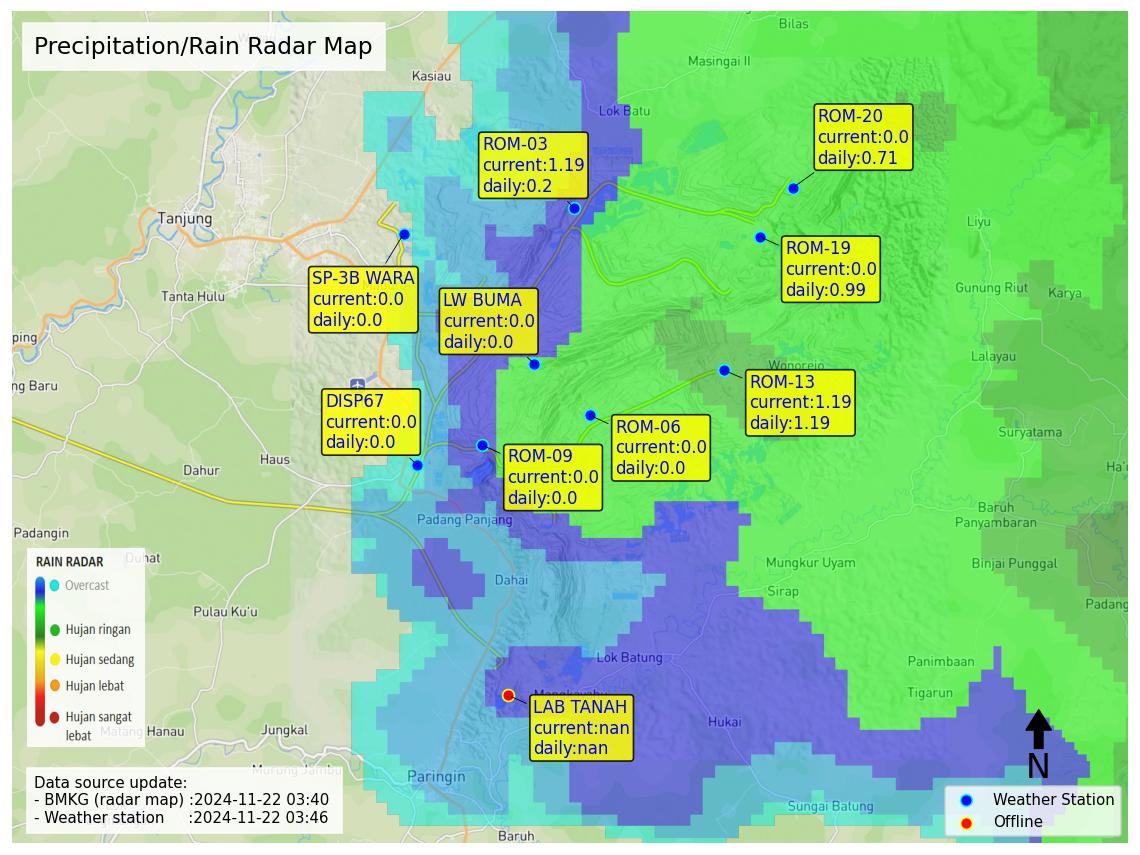 Precipitation/Rain Radar Map
Bilas
Masingai II
Kasiau
Lok Batu
ROM-20
current:0.0
daily:0.71
ROM-03
current:1.19
daily:0.2
Tanjung
Liyu
ROM-19
current:0.0
daily:0.99
SP-3B WARA
current:0.0
daily:0.0
LW BUMA
current:0.0
daily:0.0
Tanta Hulu
Gunung Riut
Karya
ping
Lalayau
Wonorejo
ng Baru
ROM-13
current:1.19
daily:1.19
DISP67
current:0.0
daily:0.0
ROM-06
current:0.0
daily:0.0
Suryatama
ROM-09
current:0.0
daily:0.0
Haus
Dahur
Ha'u
Baruh
Panyambaran
Padang Panjang
Padangin
Duhat
Mungkur Uyam
Binjai Punggal
Dahai
Sirap
Padang
Pulau Ku'u
RAIN RADAR
Overcast
Hujan ringan
Hujan sedang
Hujan lebat
Hujan sangat
lebat
Lok Batung
Panimbaan
Tigarun
LAB TANAH
current:nan
daily:nan
Hukai
Matang Hanau
Jungkal
Murung Jambu
Paringin
Sungai Batung
Baruh
N
Data source update:
- BMKG (radar map) :2024-11-22 03:40
- Weather station :2024-11-22 03:46
Weather Station
Offline